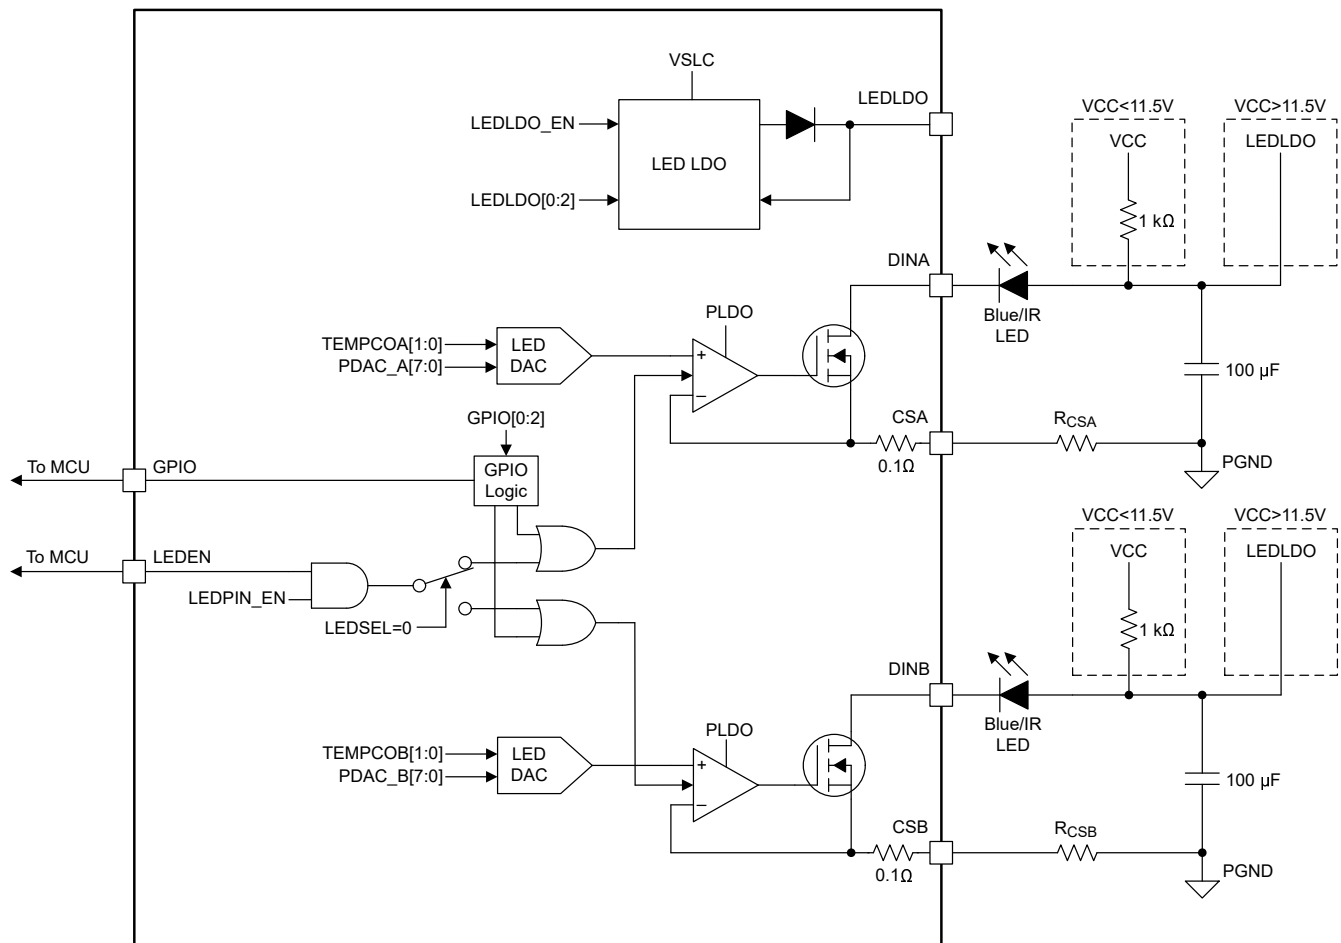 VSLC
LEDLDO
LEDLDO_EN
LED LDO
LEDLDO[0:2]
VCC<11.5V
VCC>11.5V
VCC
LEDLDO
1 kΩ
DINA
Blue/IR
LED
PLDO
TEMPCOA[1:0]
PDAC_A[7:0]
LED
DAC
+
–
100 µF
CSA
0.1Ω
RCSA
PGND
GPIO[0:2]
To MCU
GPIO
GPIO
Logic
To MCU
LEDEN
LEDPIN_EN
LEDSEL=0
VCC<11.5V
VCC>11.5V
VCC
LEDLDO
1 kΩ
DINB
Blue/IR
LED
PLDO
TEMPCOB[1:0]
PDAC_B[7:0]
LED
DAC
+
–
100 µF
CSB
0.1Ω
RCSB
PGND